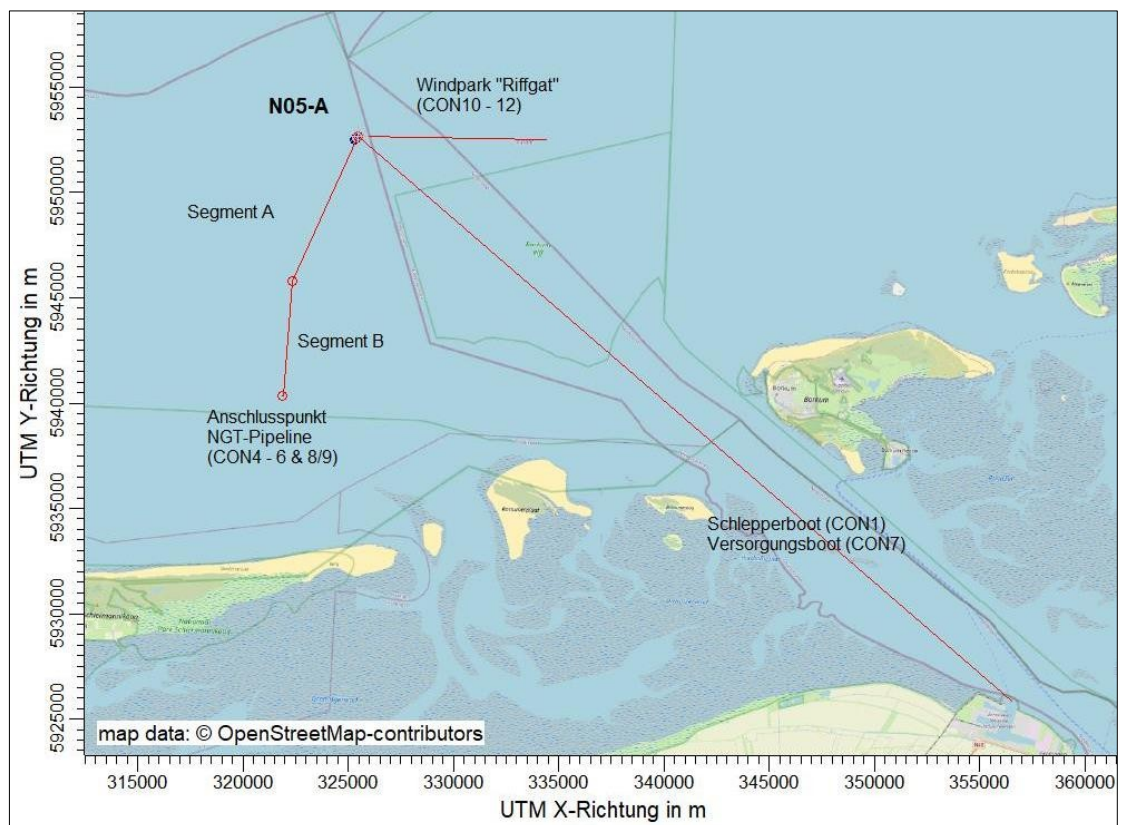 UTM Y-Richtung in m
5955000
5950000
5945000
5940000
5935000
5930000
5925000
N05-A
Windpark "Riffgat"
(CON10 - 12)
Segment A
Segment B
Anschlusspunkt
NGT-Pipeline
(CON4 - 6 & 8/9)
Borkum
Schlepperboot (CON1)
Versorgungsboot (CON7)
map data: © OpenStreetMap-contributors
315000
320000
325000
330000
335000
340000
345000
350000
355000
360000
UTM X-Richtung in m